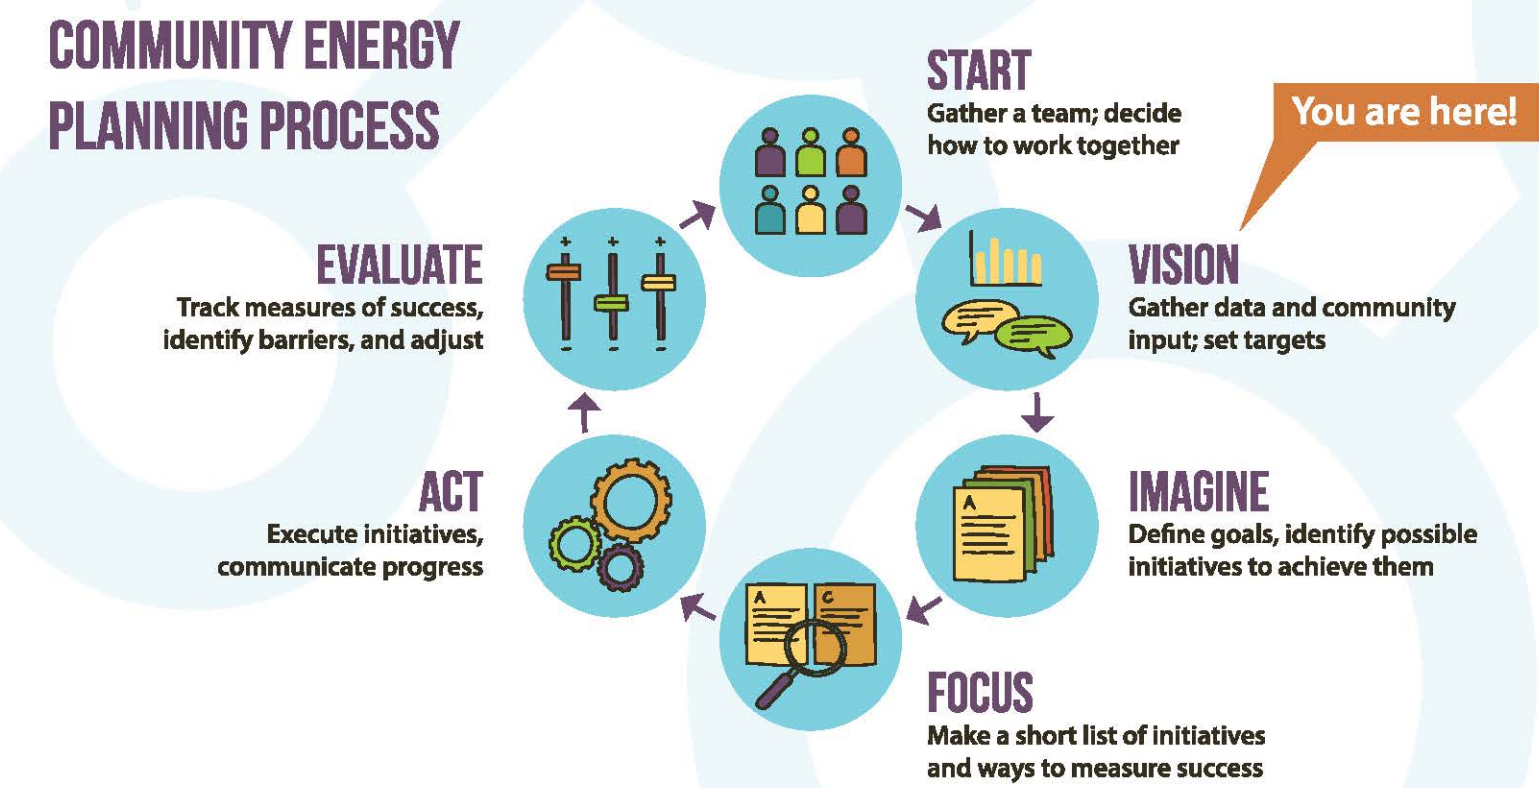 COMMUNITY ENERGY
PLANNING PROCESS
START
Gather a team; decide
how to work together
You are here!
VISION
Gather data and community
input; set targets
IMAGINE
Define goals, identify possible
initiatives to achieve them
A
FOCUS
Make a short list of initiatives
and ways to measure success
A
C
ACT
Execute initiatives,
communicate progress
EVALUATE
Track measures of success,
identify barriers, and adjust
+ + +
- - -